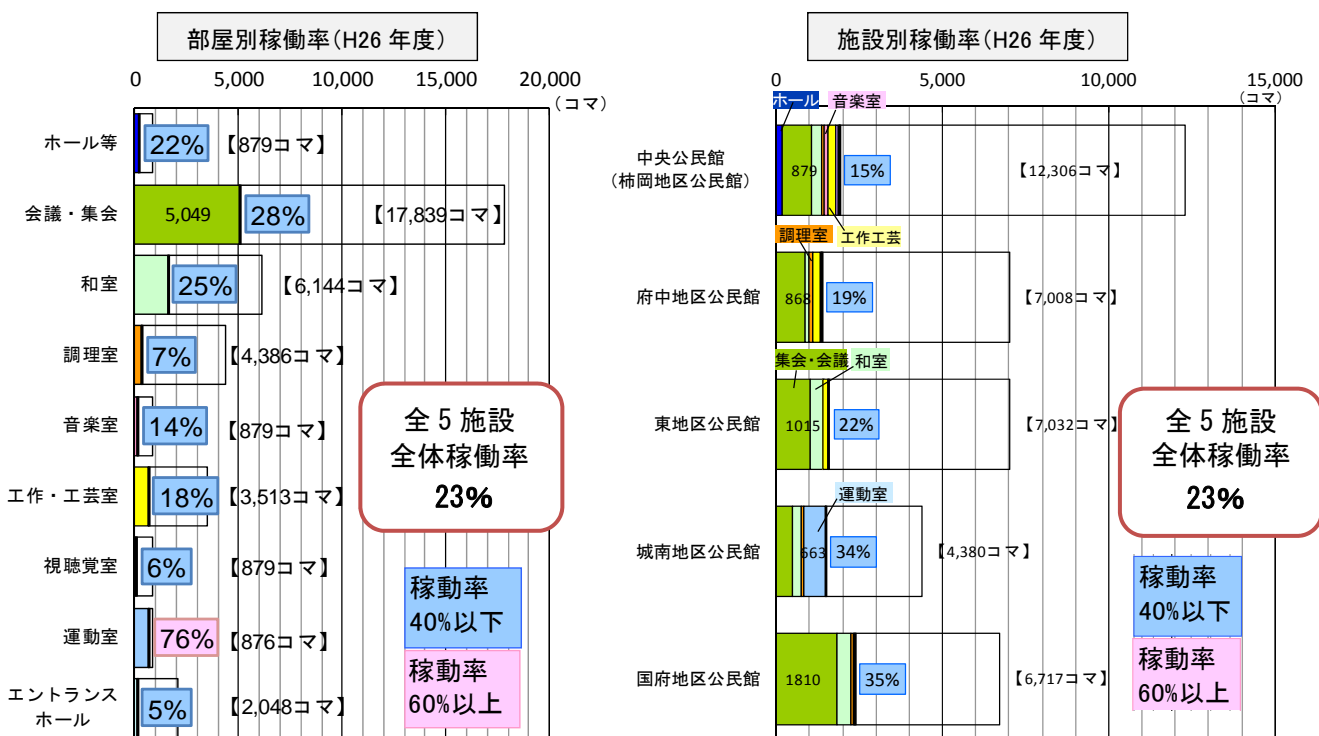 部屋別稼働率(H26 年度)
0 5,000 10,000 15,000 20,000
(コマ)
ホール等 22% 【879コマ】
会議・集会 5,049 28% 【17,839コマ】
和室 25% 【6,144コマ】
調理室 7% 【4,386コマ】
音楽室 14% 【879コマ】
工作・工芸室 18% 【3,513コマ】
視聴覚室 6% 【879コマ】
運動室 76% 【876コマ】
エントランス
ホール 5% 【2,048コマ】
全 5 施設
全体稼働率
23%
稼働率
40%以下
稼働率
60%以上
施設別稼働率(H26 年度)
0 5,000 10,000 15,000
(コマ)
ホール 音楽室
中央公民館
(柿岡地区公民館)
879 15% 【12,306コマ】
調理室 工作工芸
府中地区公民館 868 19% 【7,008コマ】
集会・会議 和室
東地区公民館 1015 22% 【7,032コマ】
運動室
城南地区公民館 663 34% 【4,380コマ】
国府地区公民館 1810 35% 【6,717コマ】
全 5 施設
全体稼働率
23%
稼働率
40%以下
稼働率
60%以上